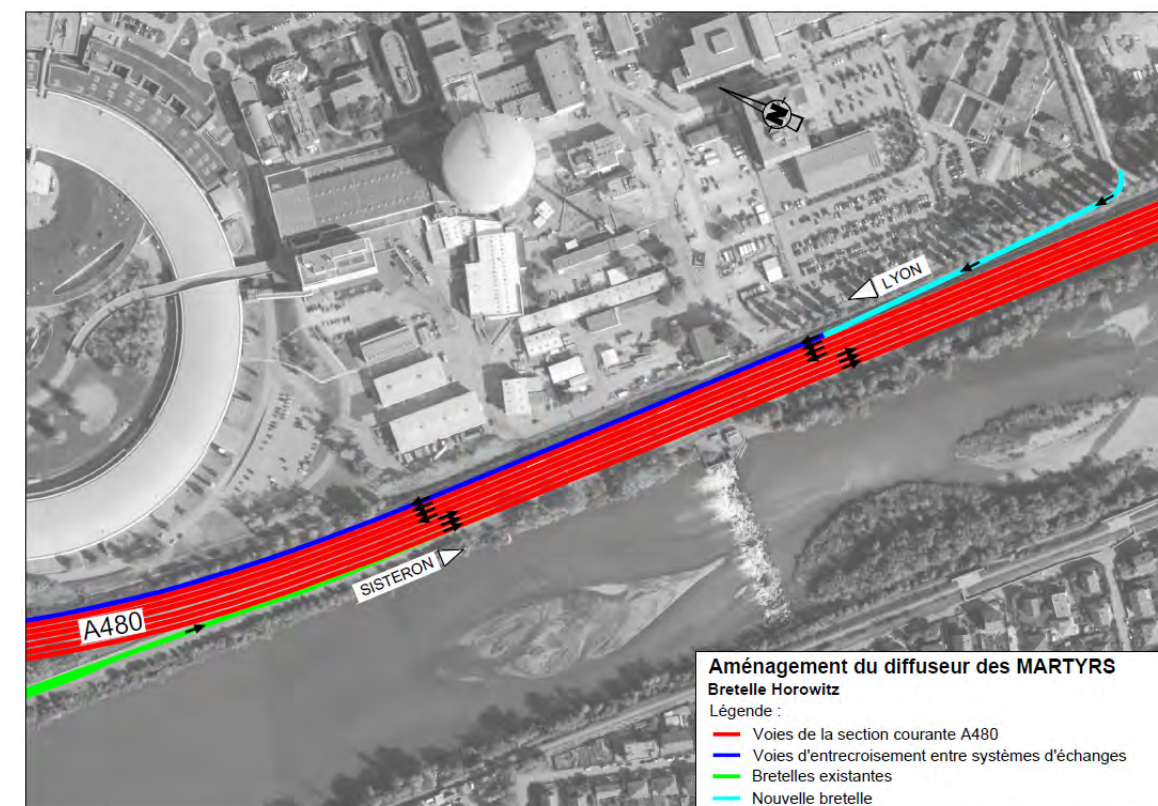 N
LYON
SISTERON
A480
Aménagement du diffuseur des MARTYRS
Bretelle Horowitz
Légende :
Voies de la section courante A480
Voies d'entrecroisement entre systèmes d'échanges
Bretelles existantes
Nouvelle bretelle